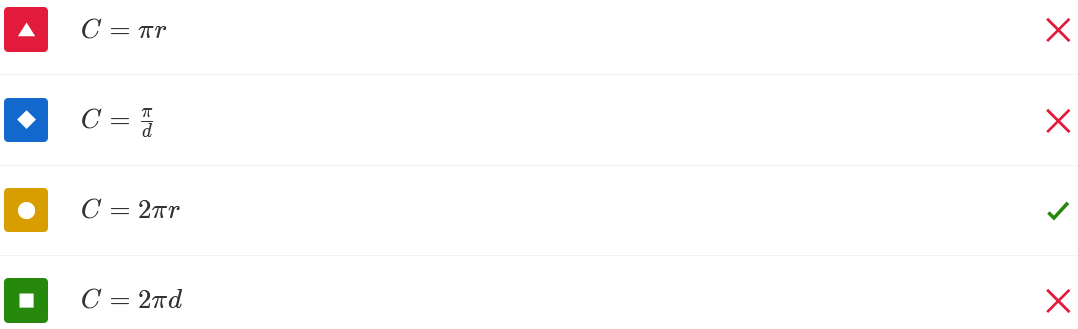 C = πr
C = π/d
C = 2πr
C = 2πd